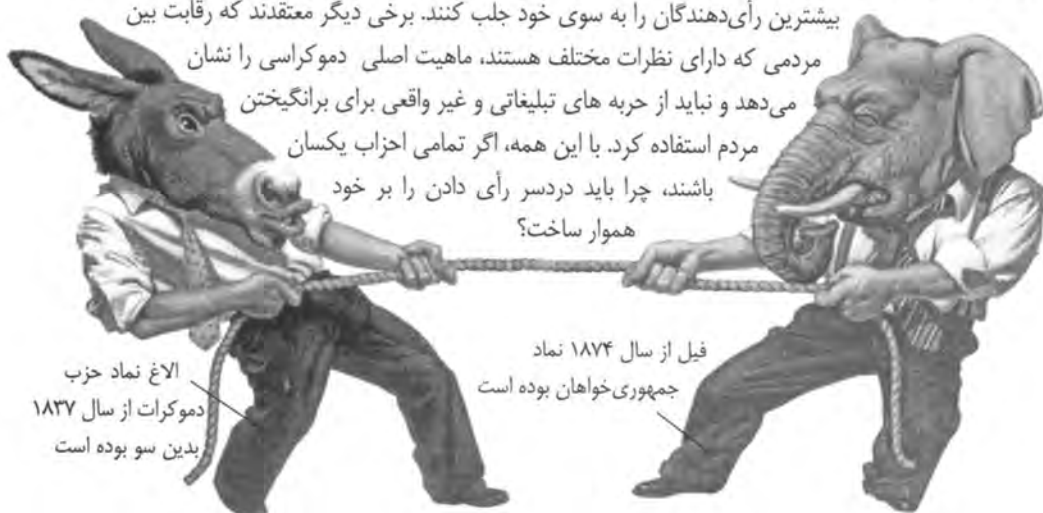 بیشترین رأی‌دهندگان را به سوی خود جلب کنند. برخی دیگر معتقدند که رقابت بین
مردمی که دارای نظرات مختلف هستند، ماهیت اصلی دموکراسی را نشان
می‌دهد و نباید از حربه های تبلیغاتی و غیر واقعی برای برانگیختن
مردم استفاده کرد. با این همه، اگر تمامی احزاب یکسان
باشند، چرا باید دردسر رأی دادن را بر خود
هموار ساخت؟
فیل از سال ۱۸۷۴ نماد
جمهوری‌خواهان بوده است
الاغ نماد حزب
دموکرات از سال ۱۸۳۷
بدین سو بوده است